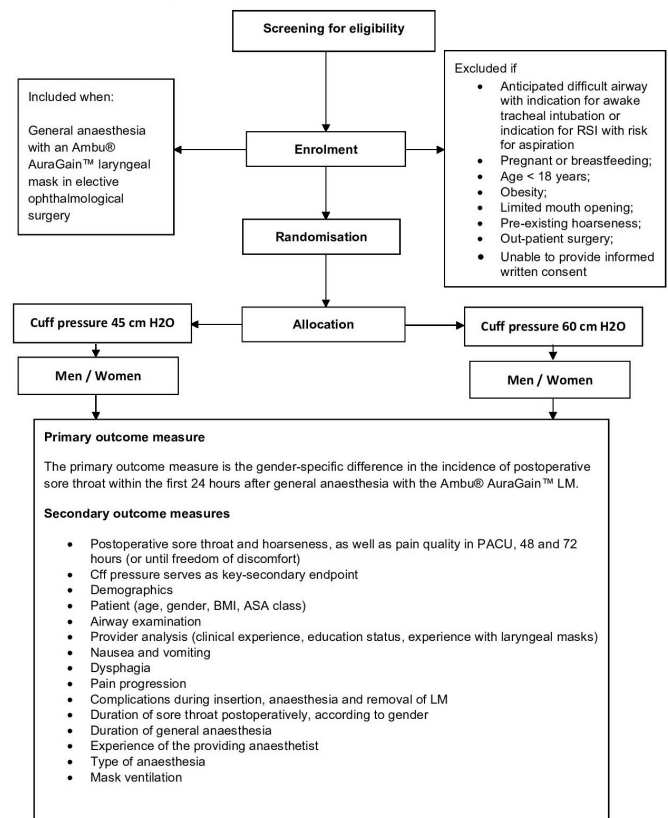 Screening for eligibility
Included when:
General anaesthesia
with an Ambu®
AuraGain™ laryngeal
mask in elective
ophthalmological
surgery
Enrolment
Excluded if
• Anticipated difficult airway
with indication for awake
tracheal intubation or
indication for RSI with risk
for aspiration
• Pregnant or breastfeeding;
• Age < 18 years;
• Obesity;
• Limited mouth opening;
• Pre-existing hoarseness;
• Out-patient surgery;
• Unable to provide informed
written consent
Randomisation
Cuff pressure 45 cm H2O
Allocation
Cuff pressure 60 cm H2O
Men / Women
Men / Women
Primary outcome measure
The primary outcome measure is the gender-specific difference in the incidence of postoperative
sore throat within the first 24 hours after general anaesthesia with the Ambu® AuraGain™ LM.
Secondary outcome measures
• Postoperative sore throat and hoarseness, as well as pain quality in PACU, 48 and 72
hours (or until freedom of discomfort)
• Cff pressure serves as key-secondary endpoint
• Demographics
• Patient (age, gender, BMI, ASA class)
• Airway examination
• Provider analysis (clinical experience, education status, experience with laryngeal masks)
• Nausea and vomiting
• Dysphagia
• Pain progression
• Complications during insertion, anaesthesia and removal of LM
• Duration of sore throat postoperatively, according to gender
• Duration of general anaesthesia
• Experience of the providing anaesthetist
• Type of anaesthesia
• Mask ventilation